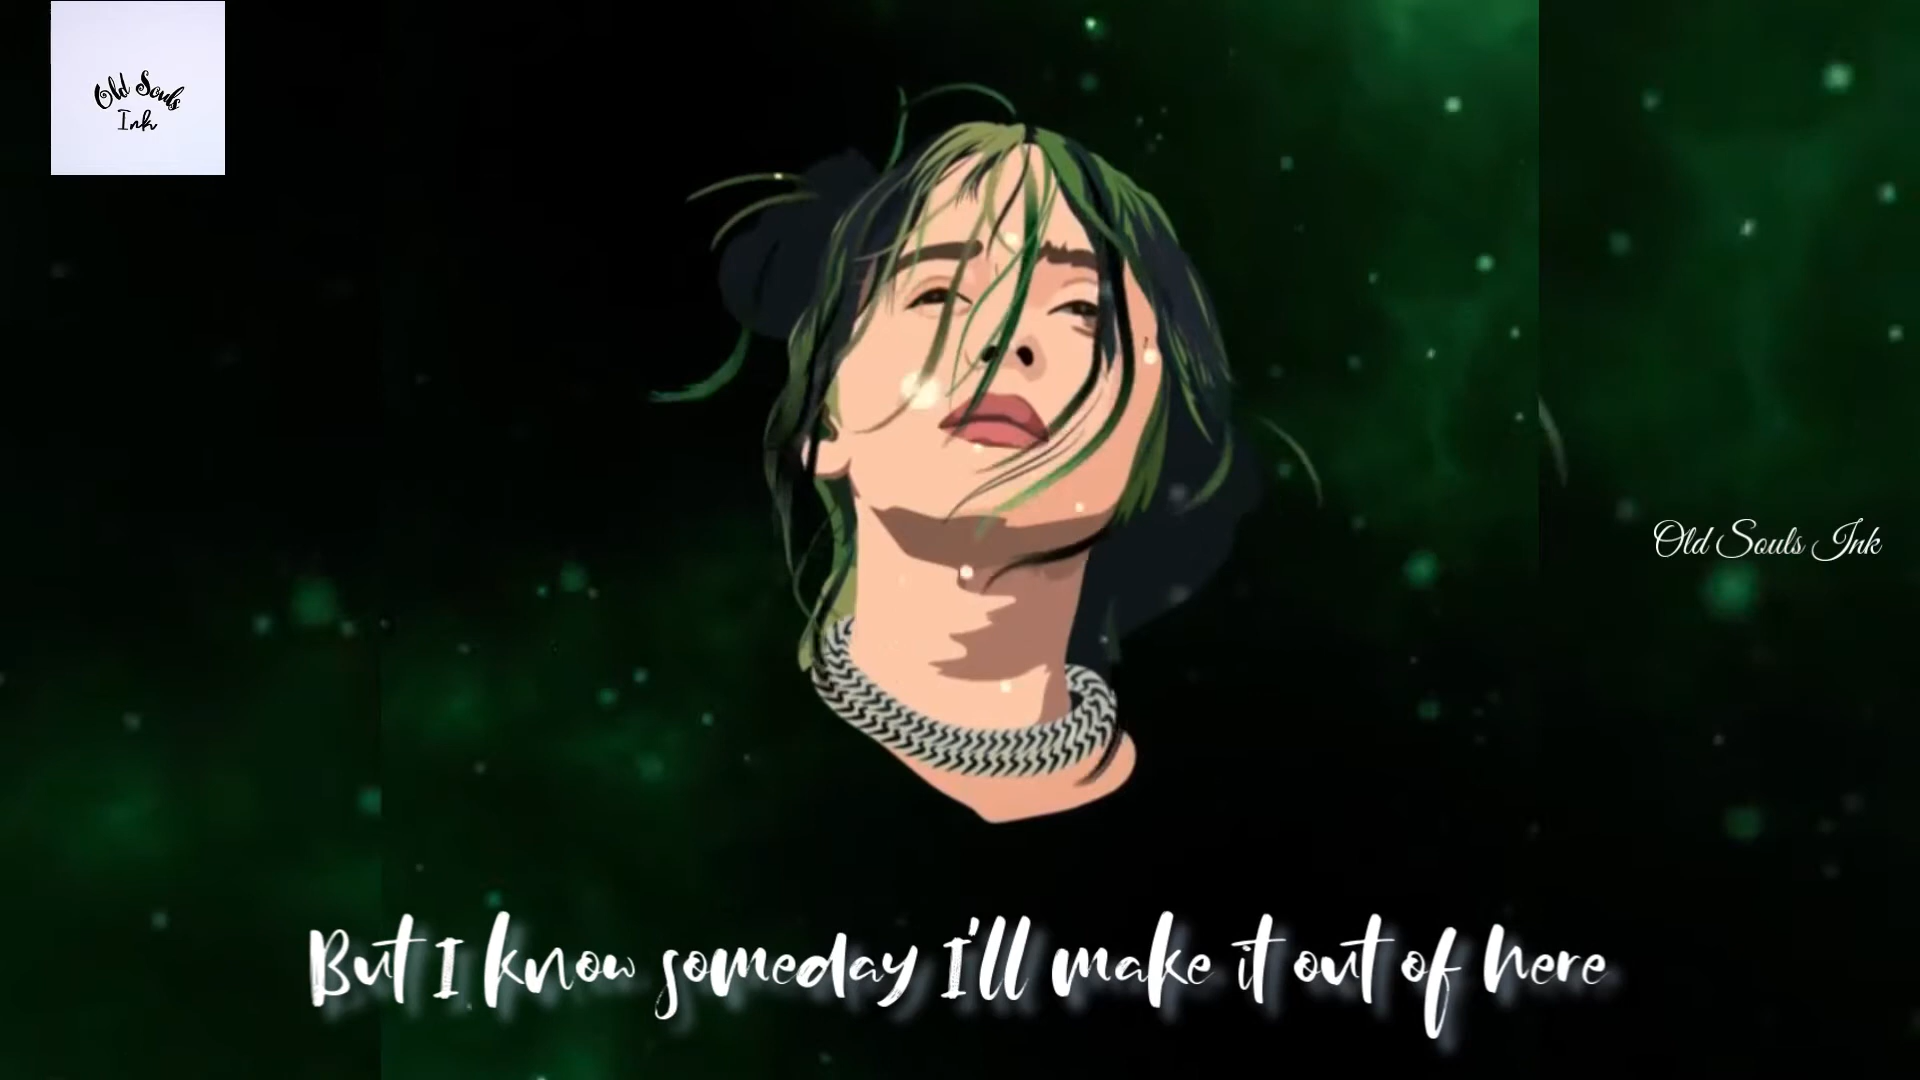 Old Souls
Ink
Old Souls Ink
But I know someday I'll make it out of here